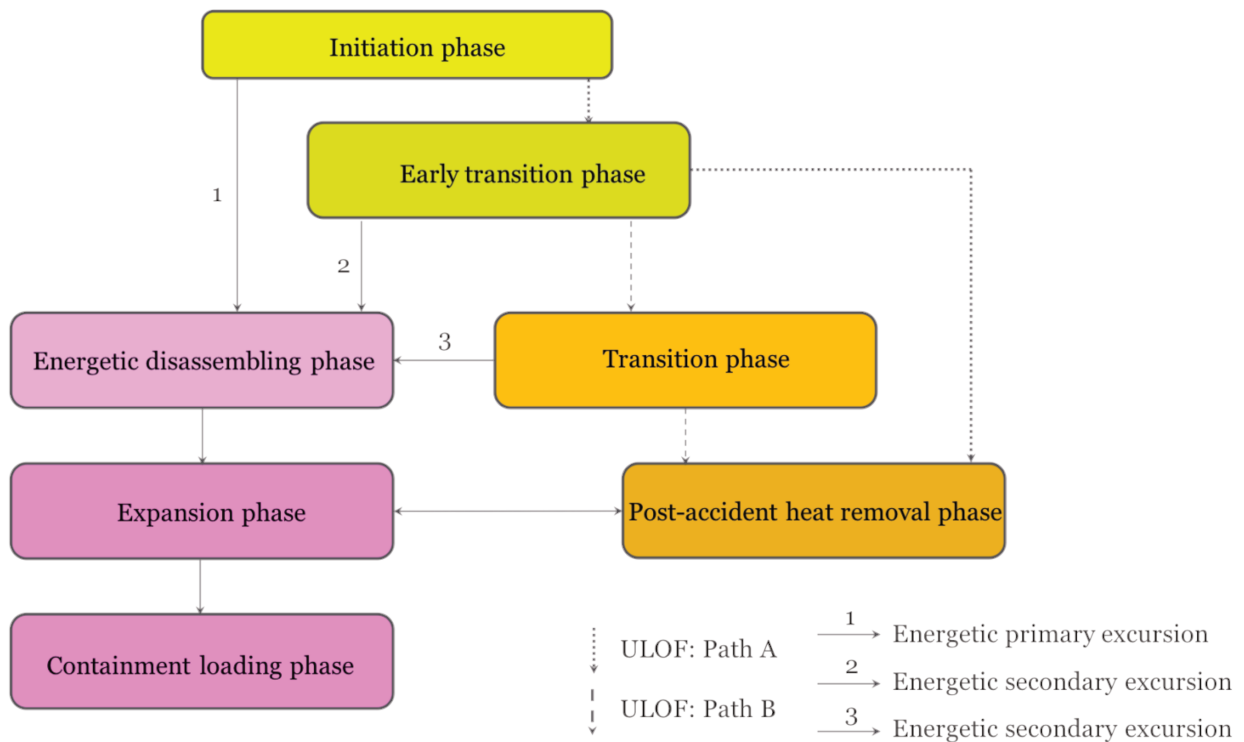 Initiation phase
Early transition phase
1
2
Energetic disassembling phase
3
Transition phase
Expansion phase
Post-accident heat removal phase
Containment loading phase
ULOF: Path A
ULOF: Path B
1
Energetic primary excursion
2
Energetic secondary excursion
3
Energetic secondary excursion